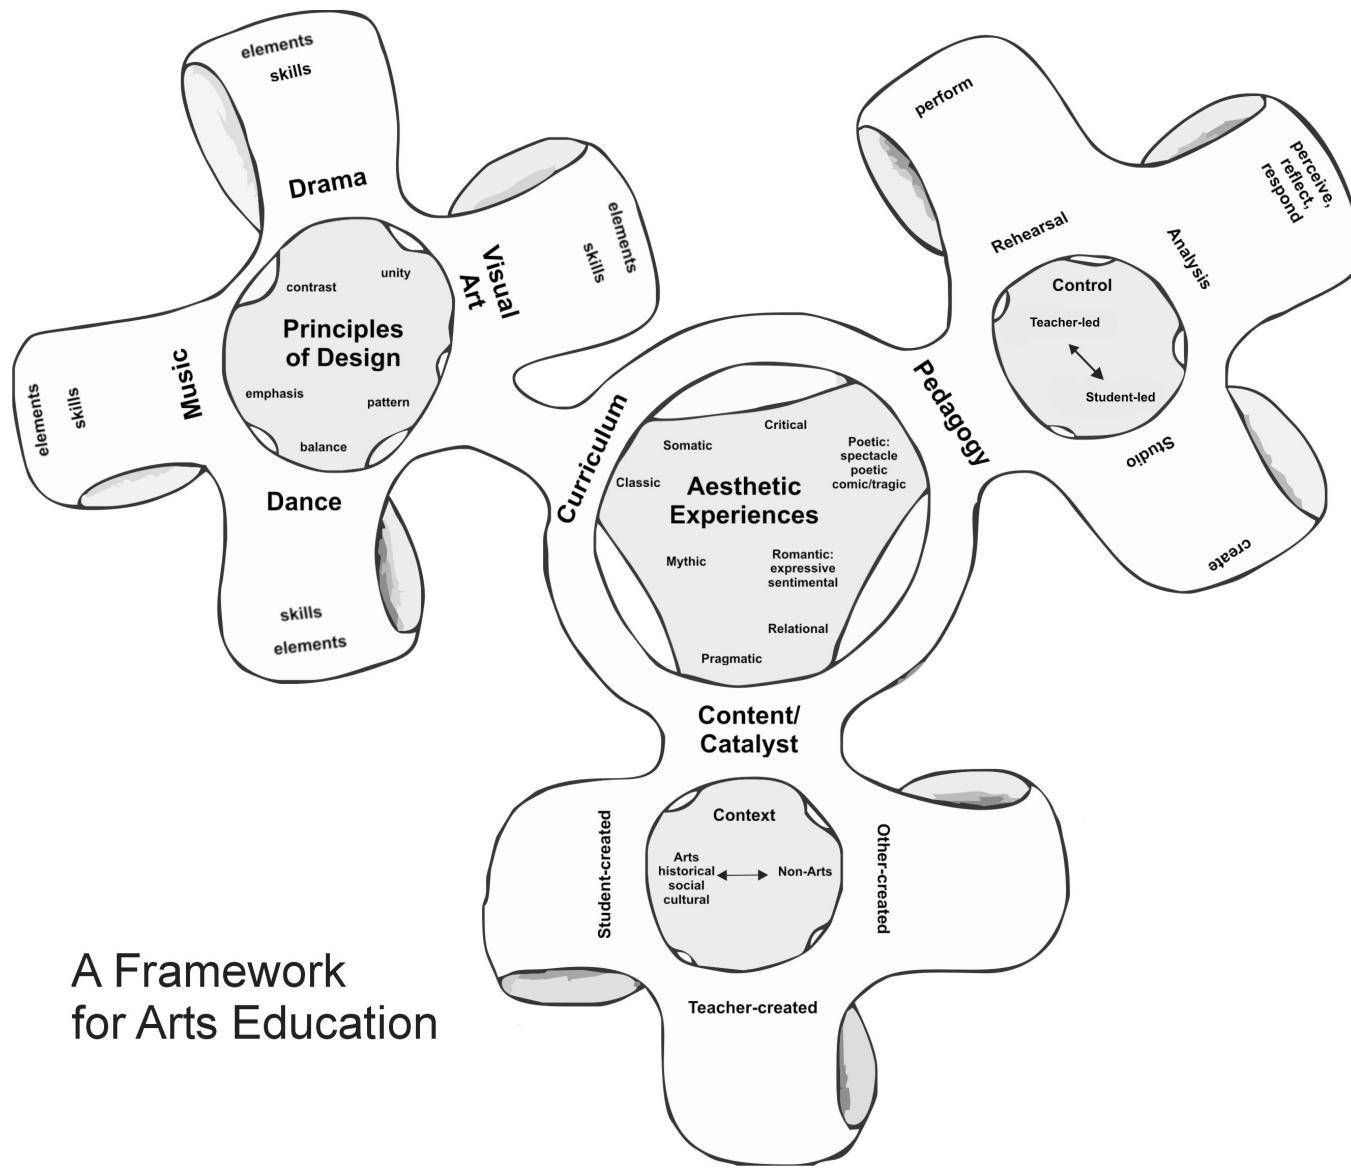 elements
skills
Drama
Visual
Art
skills
elements
Music
skills
elements
Dance
skills
elements
contrast
unity
Principles
of Design
emphasis
pattern
balance
Curriculum
Critical
Somatic
Poetic:
spectacle
poetic
comic/tragic
Classic
Aesthetic
Experiences
Mythic
Romantic:
expressive
sentimental
Relational
Pragmatic
Pedagogy
perform
Rehearsal
perceive,
reflect,
respond
Analysis
Control
Teacher-led
Student-led
Studio
create
Content/
Catalyst
Context
Arts
historical
social
cultural
Non-Arts
Student-created
Other-created
Teacher-created
A Framework
for Arts Education